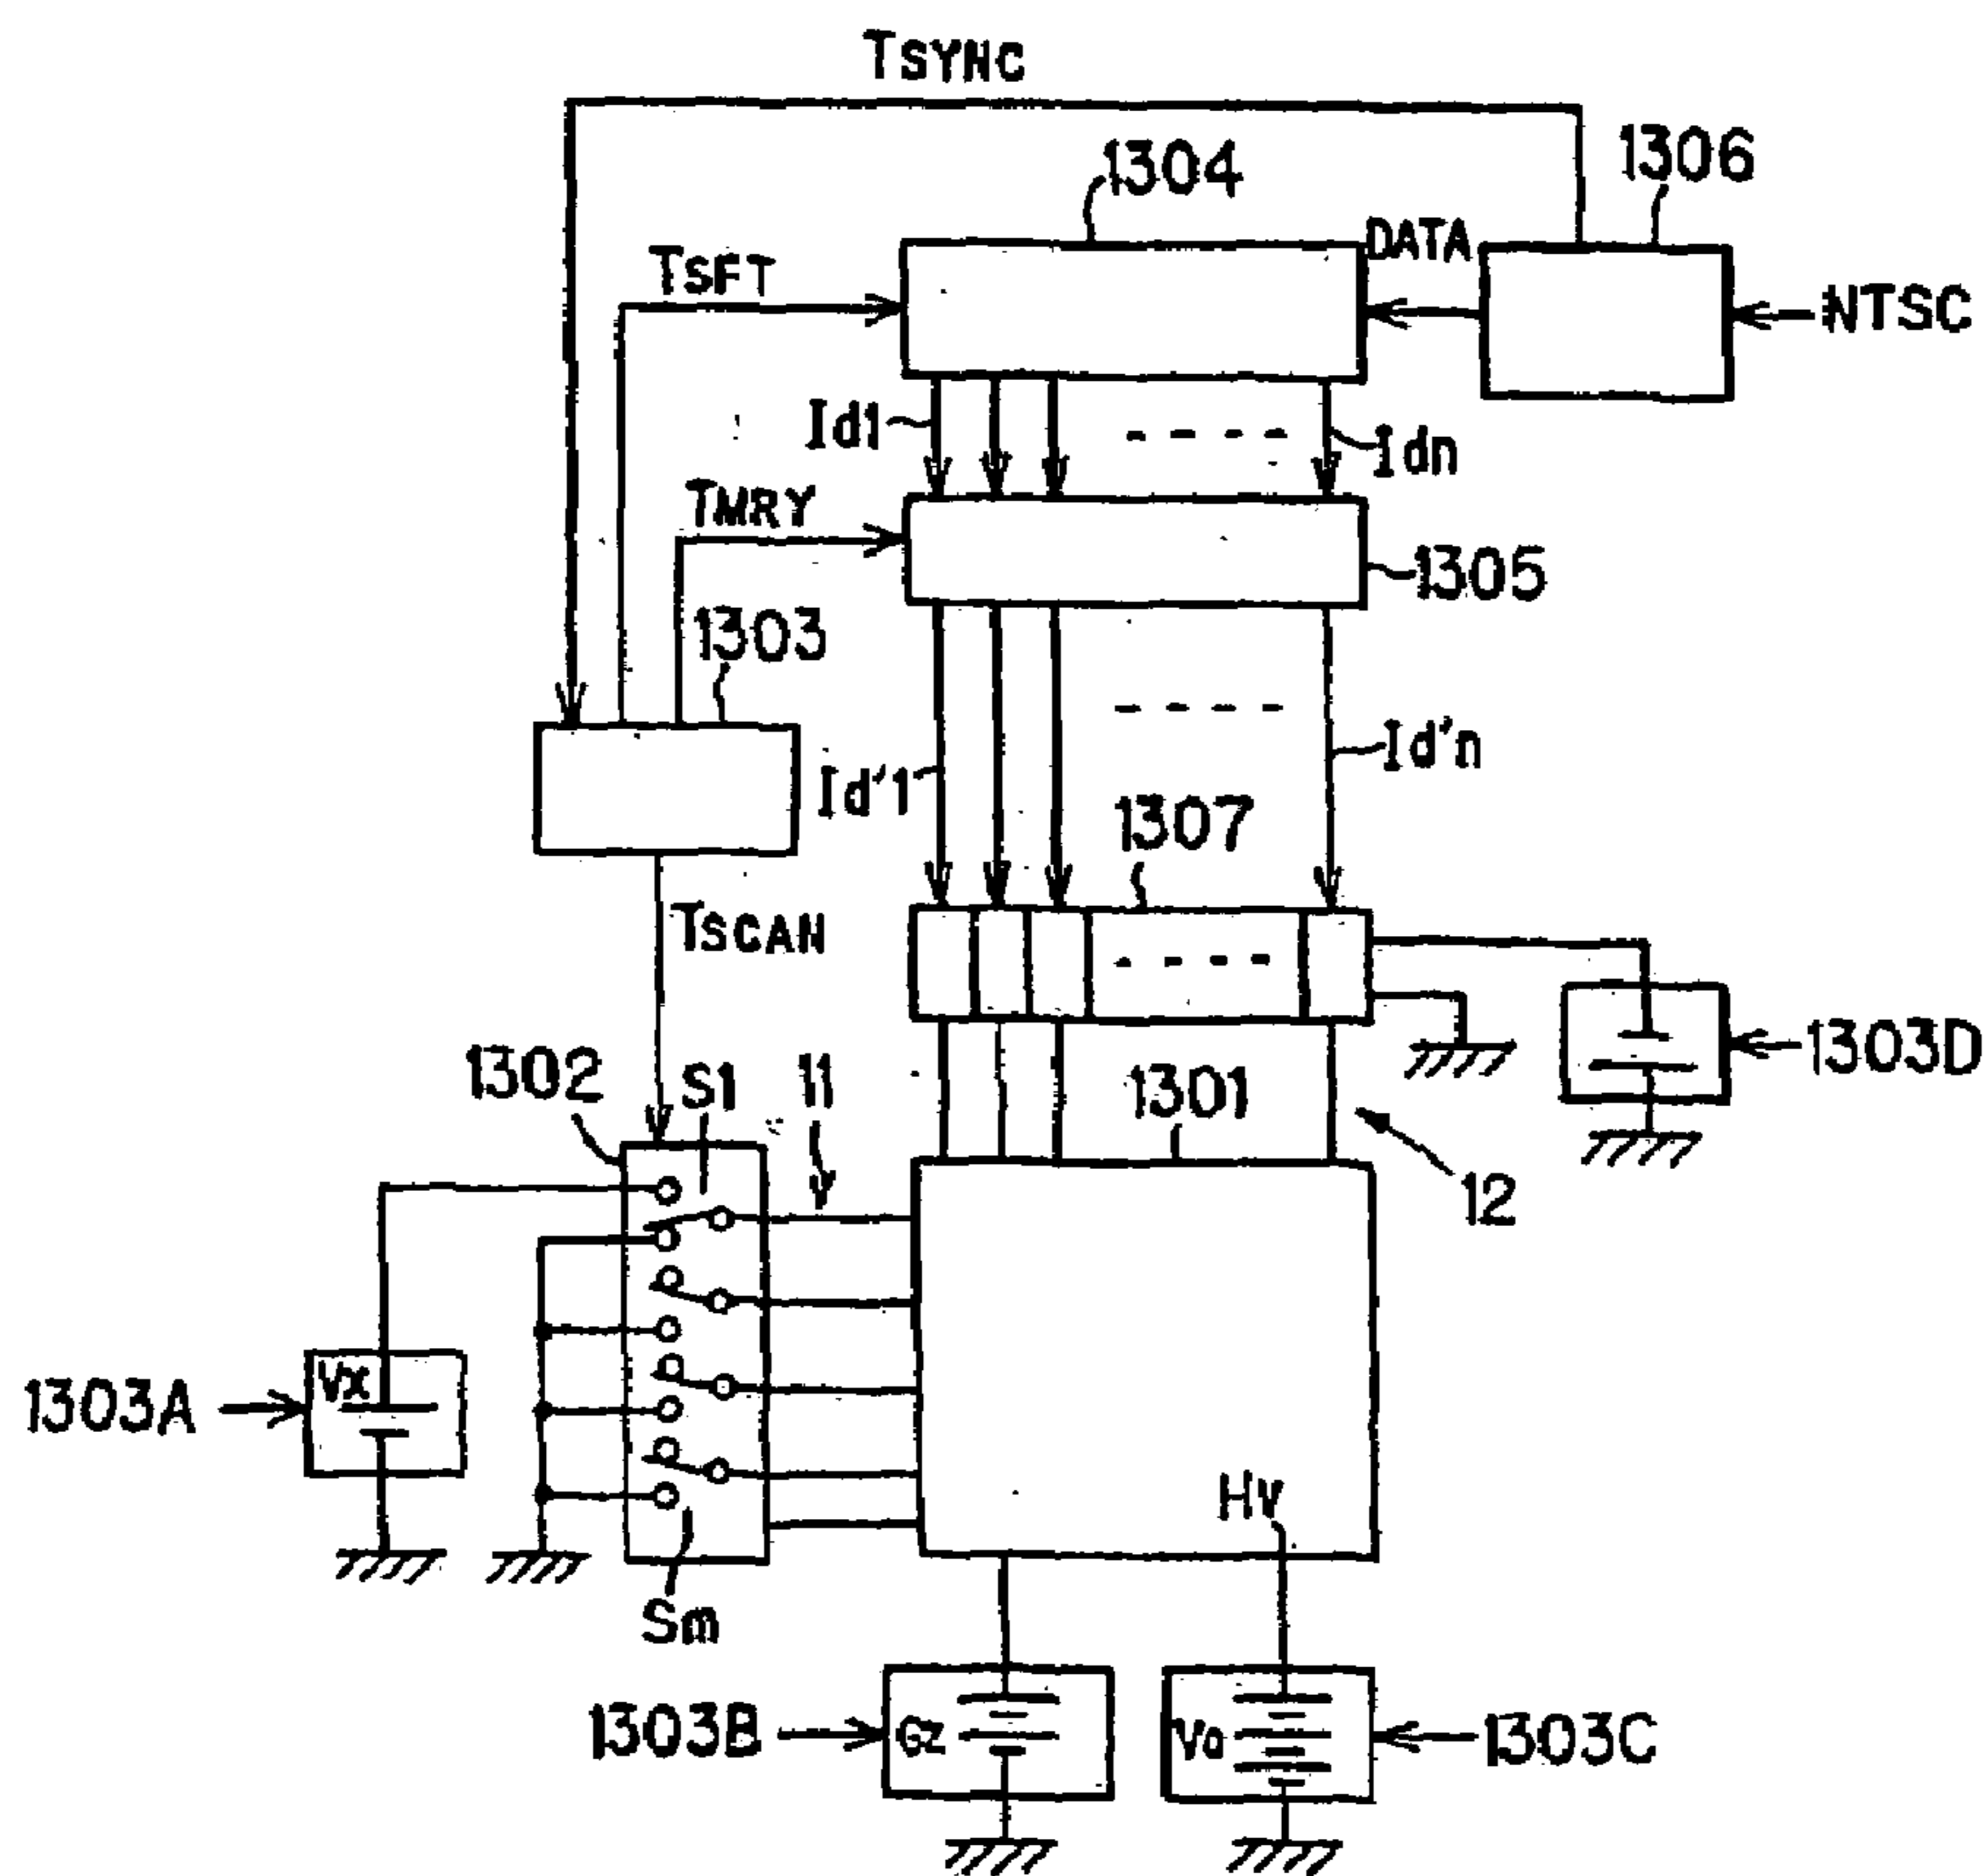 TSYNC
1304
1306
DATA
TSFT
NTSC
Id1
Idn
TMRY
1305
1303
Id'n
Id'1
1307
TSCAN
1303D
1302
S1
11
1301
12
Vx
1303A
Hv
Sm
1303B
Gz
Va
1303C